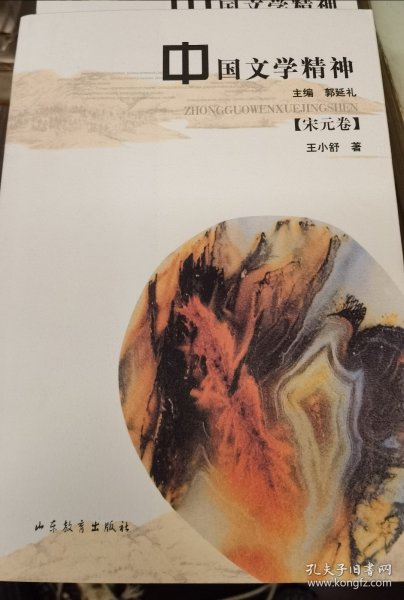 国文学精神
中国文学精神
主编 郭延礼
ZHONGGUOWENXUEJINGSHEN
【宋元卷】
王小舒 著
山东教育出版社
孔夫子旧书网
www.kongfz.com